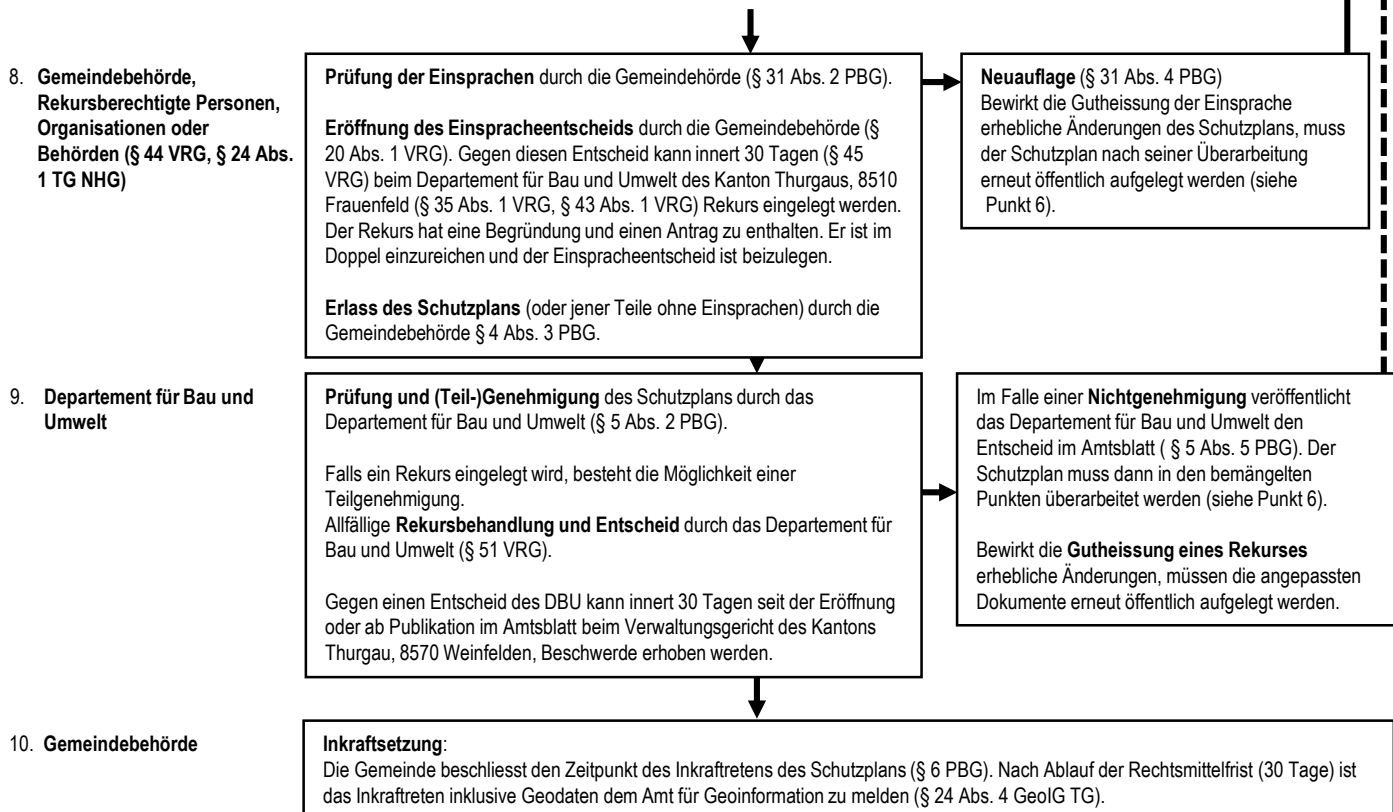 8. Gemeindebehörde,
Rekursberechtigte Personen,
Organisationen oder
Behörden (§ 44 VRG, § 24 Abs.
1 TG NHG)
Prüfung der Einsprachen durch die Gemeindehörde (§ 31 Abs. 2 PBG).
Eröffnung des Einspracheentscheids durch die Gemeindebehörde (§
20 Abs. 1 VRG). Gegen diesen Entscheid kann innert 30 Tagen (§ 45
VRG) beim Departement für Bau und Umwelt des Kanton Thurgaus, 8510
Frauenfeld (§ 35 Abs. 1 VRG, § 43 Abs. 1 VRG) Rekurs eingelegt werden.
Der Rekurs hat eine Begründung und einen Antrag zu enthalten. Er ist im
Doppel einzureichen und der Einspracheentscheid ist beizulegen.
Erlass des Schutzplans (oder jener Teile ohne Einsprachen) durch die
Gemeindebehörde § 4 Abs. 3 PBG.
Neuauflage (§ 31 Abs. 4 PBG)
Bewirkt die Gutheissung der Einsprache
erhebliche Änderungen des Schutzplans, muss
der Schutzplan nach seiner Überarbeitung
erneut öffentlich aufgelegt werden (siehe
Punkt 6).
9. Departement für Bau und
Umwelt
Prüfung und (Teil-)Genehmigung des Schutzplans durch das
Departement für Bau und Umwelt (§ 5 Abs. 2 PBG).
Falls ein Rekurs eingelegt wird, besteht die Möglichkeit einer
Teilgenehmigung.
Allfällige Rekursbehandlung und Entscheid durch das Departement für
Bau und Umwelt (§ 51 VRG).
Gegen einen Entscheid des DBU kann innert 30 Tagen seit der Eröffnung
oder ab Publikation im Amtsblatt beim Verwaltungsgericht des Kantons
Thurgau, 8570 Weinfelden, Beschwerde erhoben werden.
Im Falle einer Nichtgenehmigung veröffentlicht
das Departement für Bau und Umwelt den
Entscheid im Amtsblatt ( § 5 Abs. 5 PBG). Der
Schutzplan muss dann in den bemängelten
Punkten überarbeitet werden (siehe Punkt 6).
Bewirkt die Gutheissung eines Rekurses
erhebliche Änderungen, müssen die angepassten
Dokumente erneut öffentlich aufgelegt werden.
10. Gemeindebehörde
Inkraftsetzung:
Die Gemeinde beschliesst den Zeitpunkt des Inkraftretens des Schutzplans (§ 6 PBG). Nach Ablauf der Rechtsmittelfrist (30 Tage) ist
das Inkraftreten inklusive Geodaten dem Amt für Geoinformation zu melden (§ 24 Abs. 4 GeoIG TG).